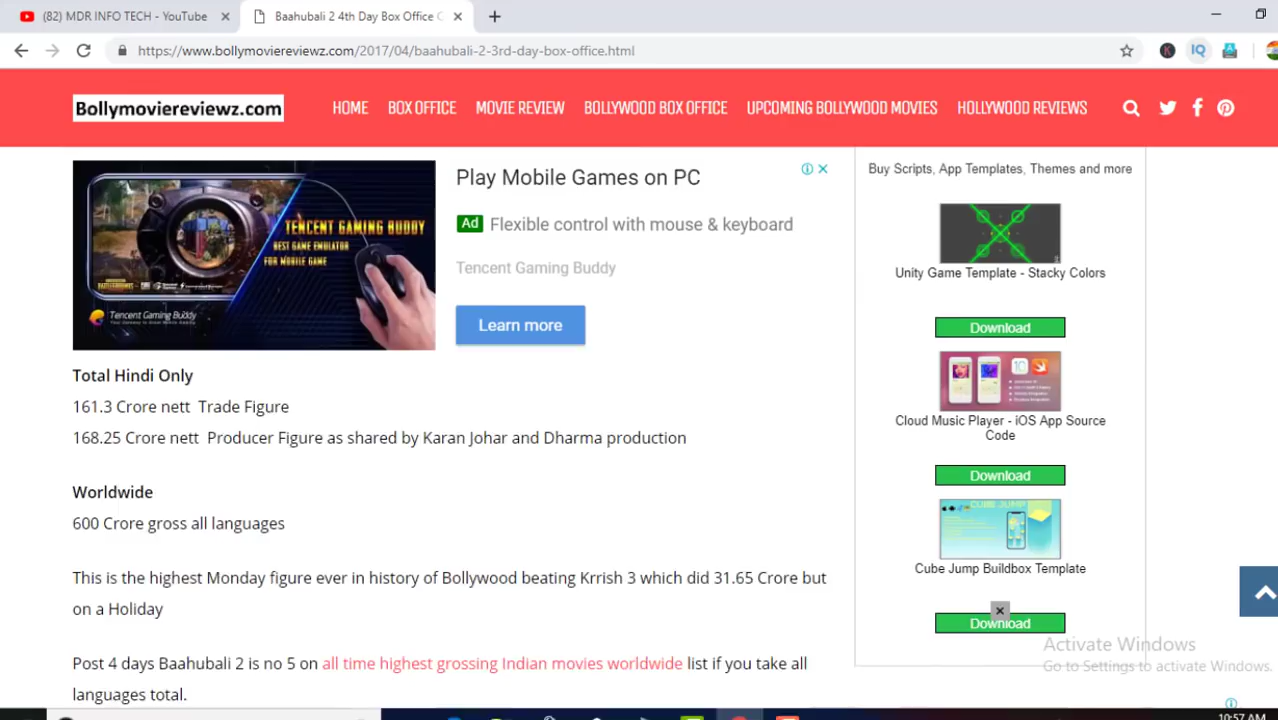 (82) MDR INFO TECH - YouTube
Baahubali 2 4th Day Box Office C
https://www.bollymoviereviewz.com/2017/04/baahubali-2-3rd-day-box-office.html
K
IQ
Bollymoviereviewz.com
HOME
BOX OFFICE
MOVIE REVIEW
BOLLYWOOD BOX OFFICE
UPCOMING BOLLYWOOD MOVIES
HOLLYWOOD REVIEWS
TENCENT GAMING BUDDY
BEST GAME EMULATOR
FOR MOBILE GAME
Tencent Gaming Buddy
Play Mobile Games on PC
Ad Flexible control with mouse & keyboard
Tencent Gaming Buddy
Learn more
Total Hindi Only
161.3 Crore nett Trade Figure
168.25 Crore nett Producer Figure as shared by Karan Johar and Dharma production
Worldwide
600 Crore gross all languages
This is the highest Monday figure ever in history of Bollywood beating Krrish 3 which did 31.65 Crore but
on a Holiday
Post 4 days Baahubali 2 is no 5 on all time highest grossing Indian movies worldwide list if you take all
languages total.
Buy Scripts, App Templates, Themes and more
Unity Game Template - Stacky Colors
Download
Cloud Music Player - iOS App Source
Code
Download
CUBE JUMP
Cube Jump Buildbox Template
Download
Activate Windows
Go to Settings to activate Windows.
10:57 AM